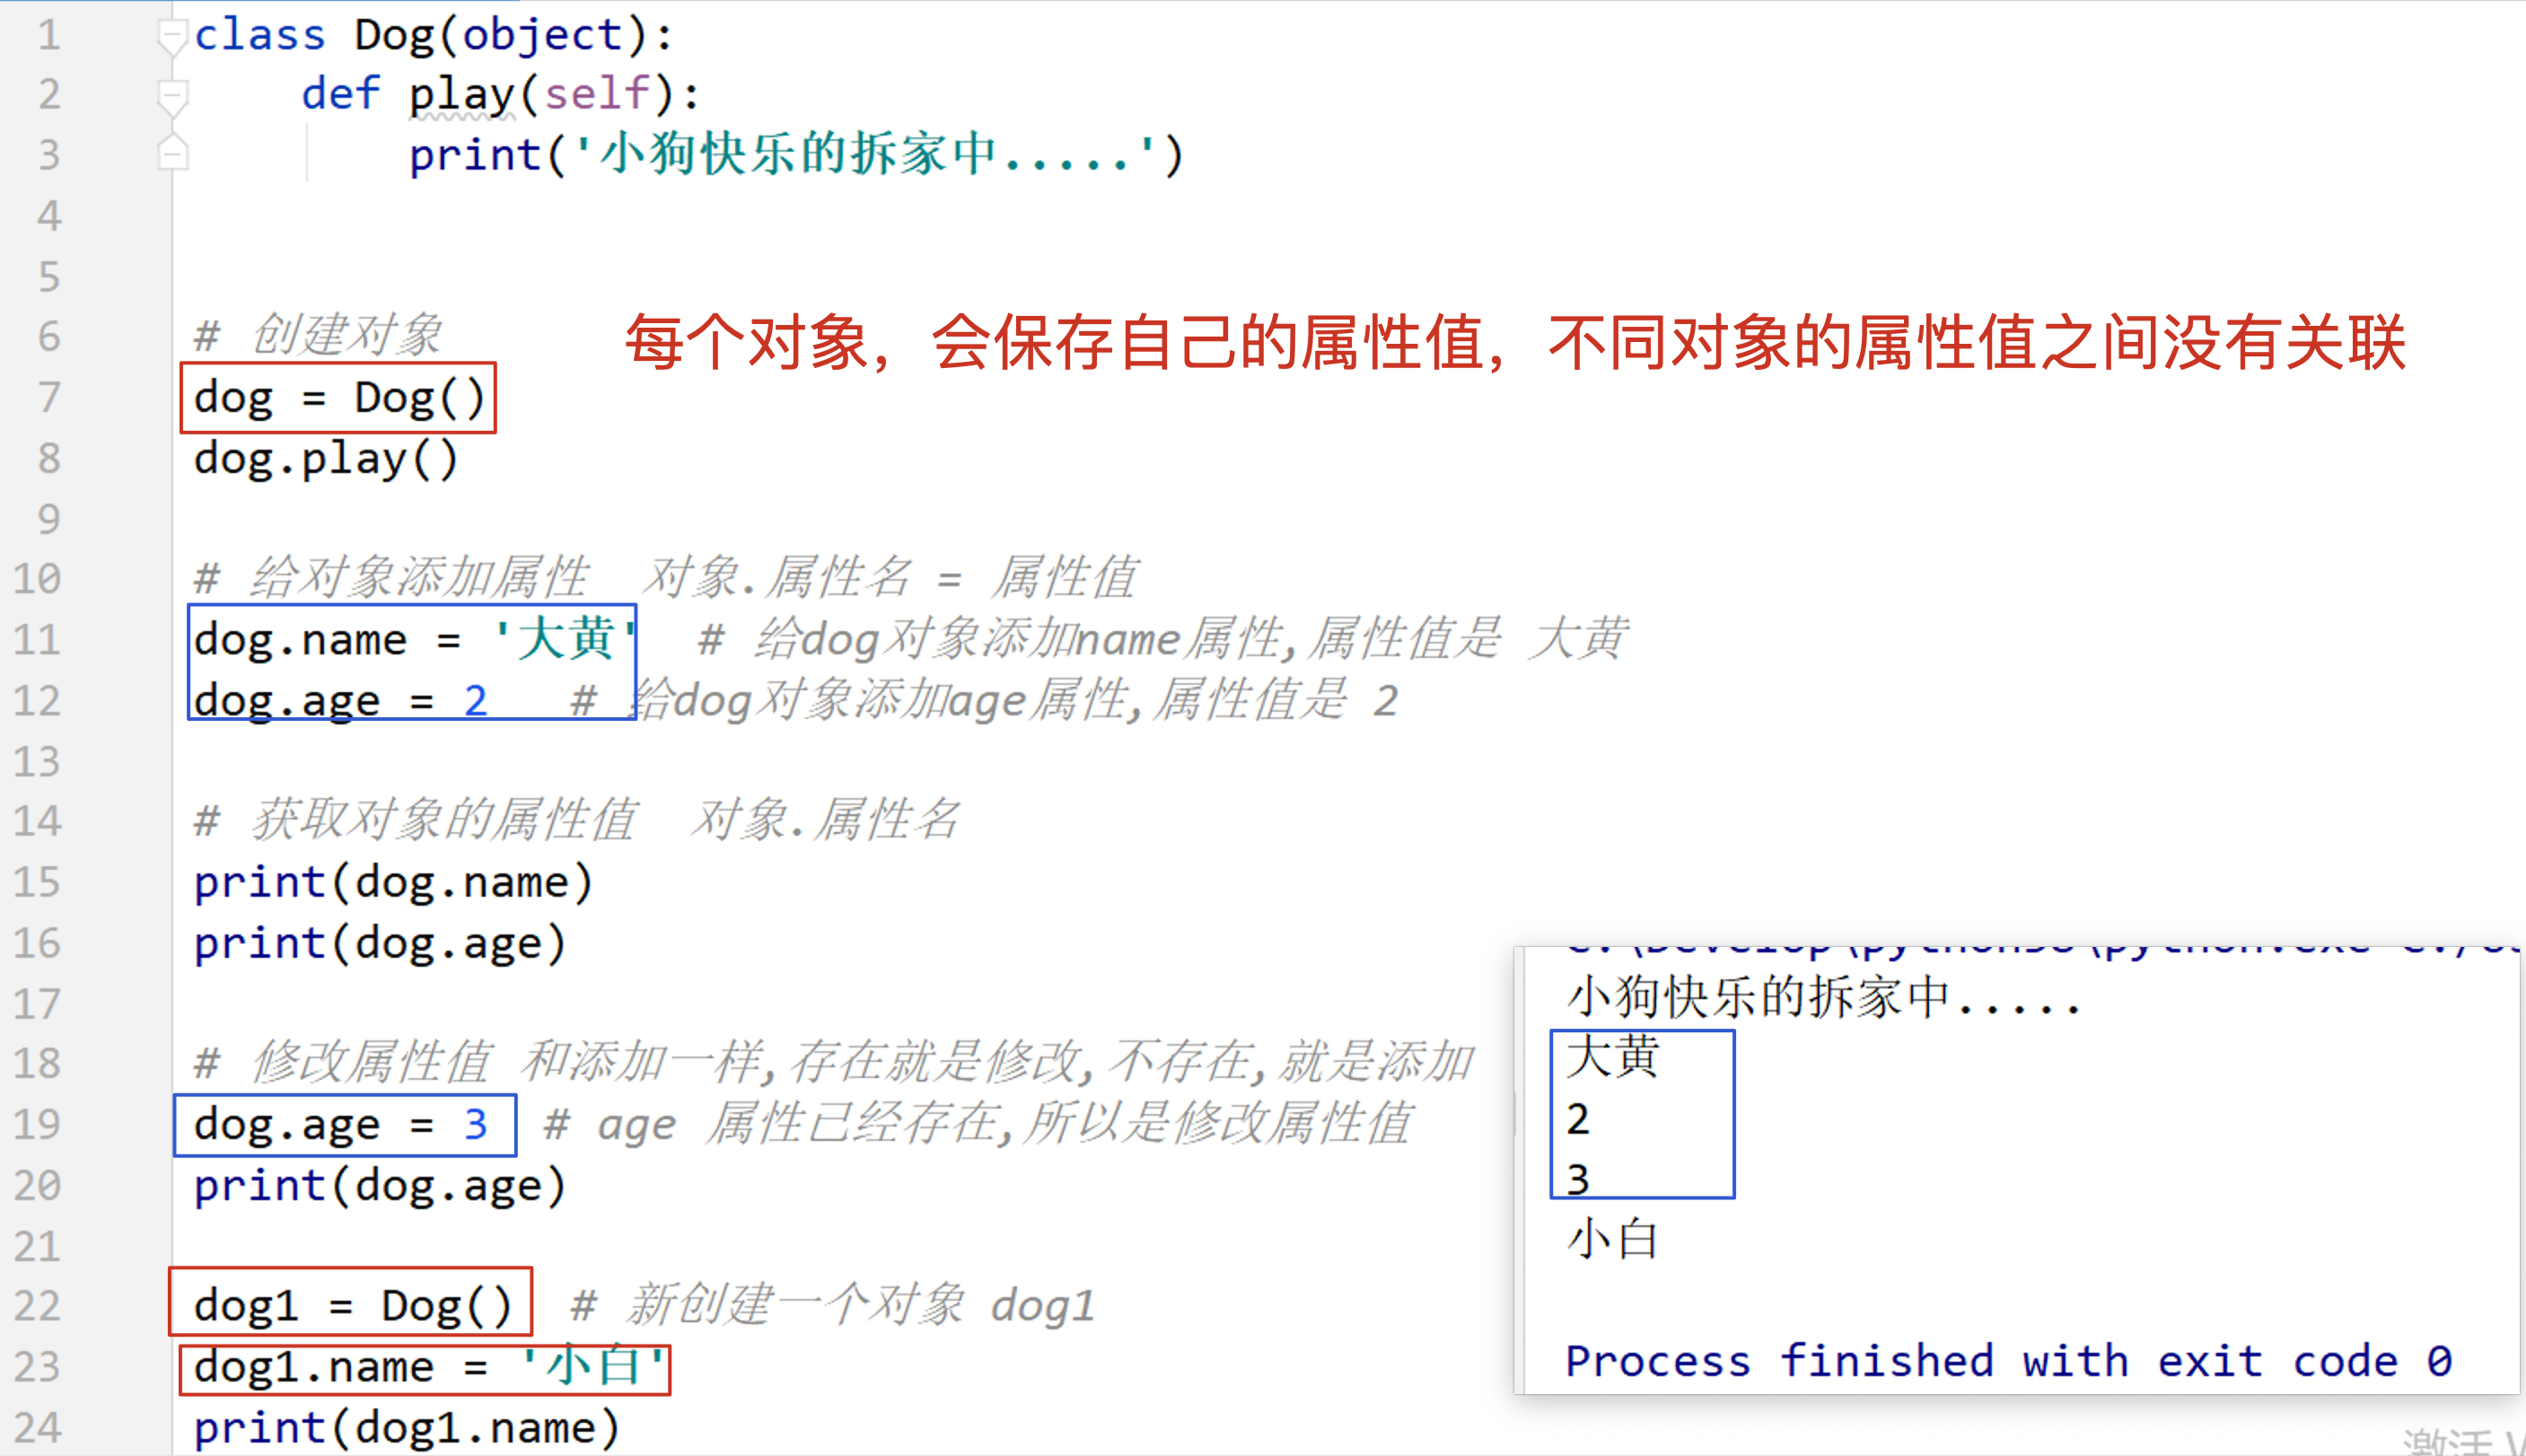 1 class Dog(object):
2 def play(self):
3 print('小狗快乐的拆家中.....')
4
5
6 # 创建对象
每个对象，会保存自己的属性值，不同对象的属性值之间没有关联
7 dog = Dog()
8 dog.play()
9
10 # 给对象添加属性 对象.属性名 = 属性值
11 dog.name = '大黄' # 给dog对象添加name属性,属性值是 大黄
12 dog.age = 2 # 给dog对象添加age属性,属性值是 2
13
14 # 获取对象的属性值 对象.属性名
15 print(dog.name)
16 print(dog.age)
17
18 # 修改属性值 和添加一样,存在就是修改,不存在,就是添加
19 dog.age = 3 # age 属性已经存在,所以是修改属性值
20 print(dog.age)
21
22 dog1 = Dog() # 新创建一个对象 dog1
23 dog1.name = '小白'
24 print(dog1.name)
小狗快乐的拆家中.....
大黄
2
3
小白
Process finished with exit code 0
激活